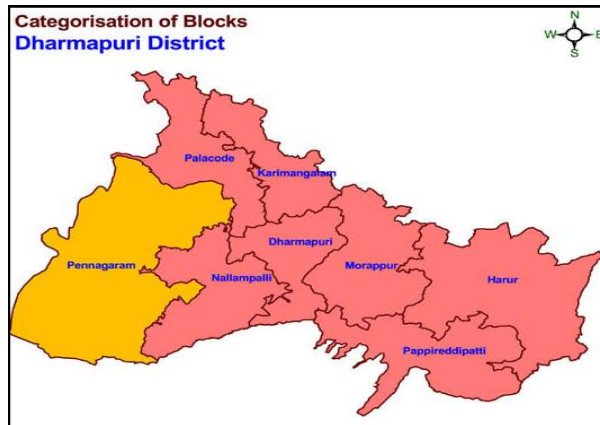 Categorisation of Blocks
Dharmapuri District
N
W E
S
Palacode
Karimangalam
Dharmapuri
Pennagaram
Nallampalli
Morappur
Harur
Pappireddipatti